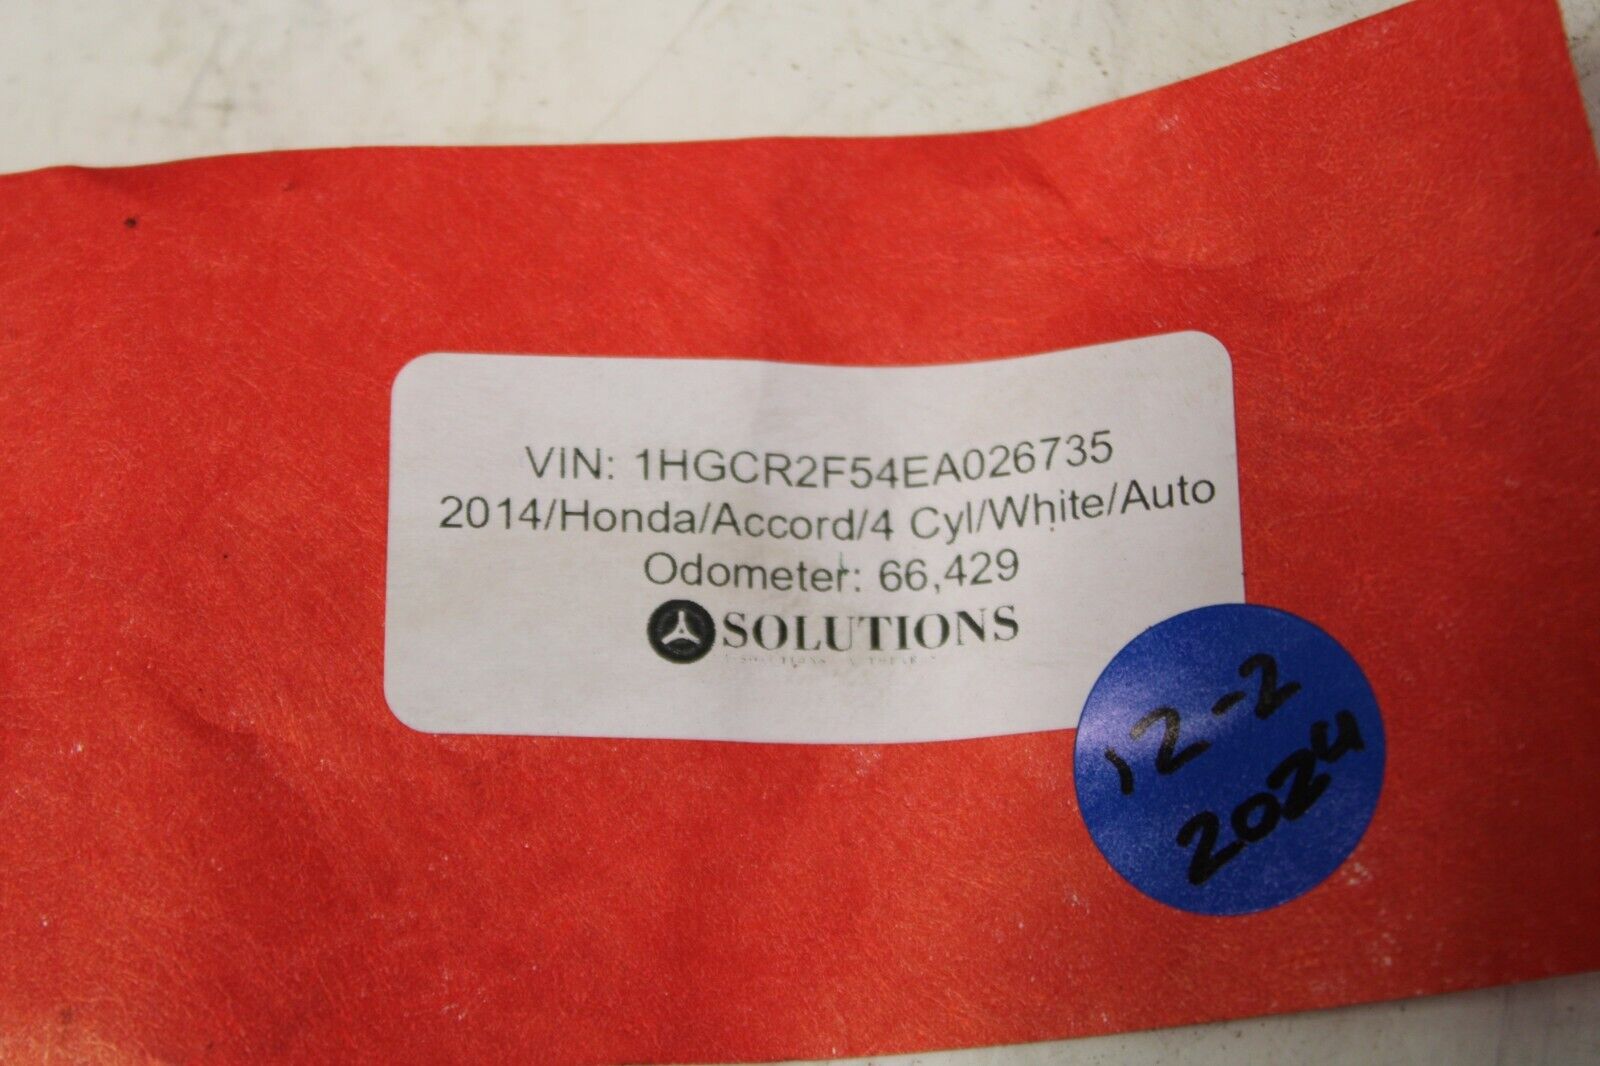 VIN: 1HGCR2F54EA026735
2014/Honda/Accord/4 Cyl/White/Auto
Odometer: 66,429
SOLUTIONS
12-2
2024